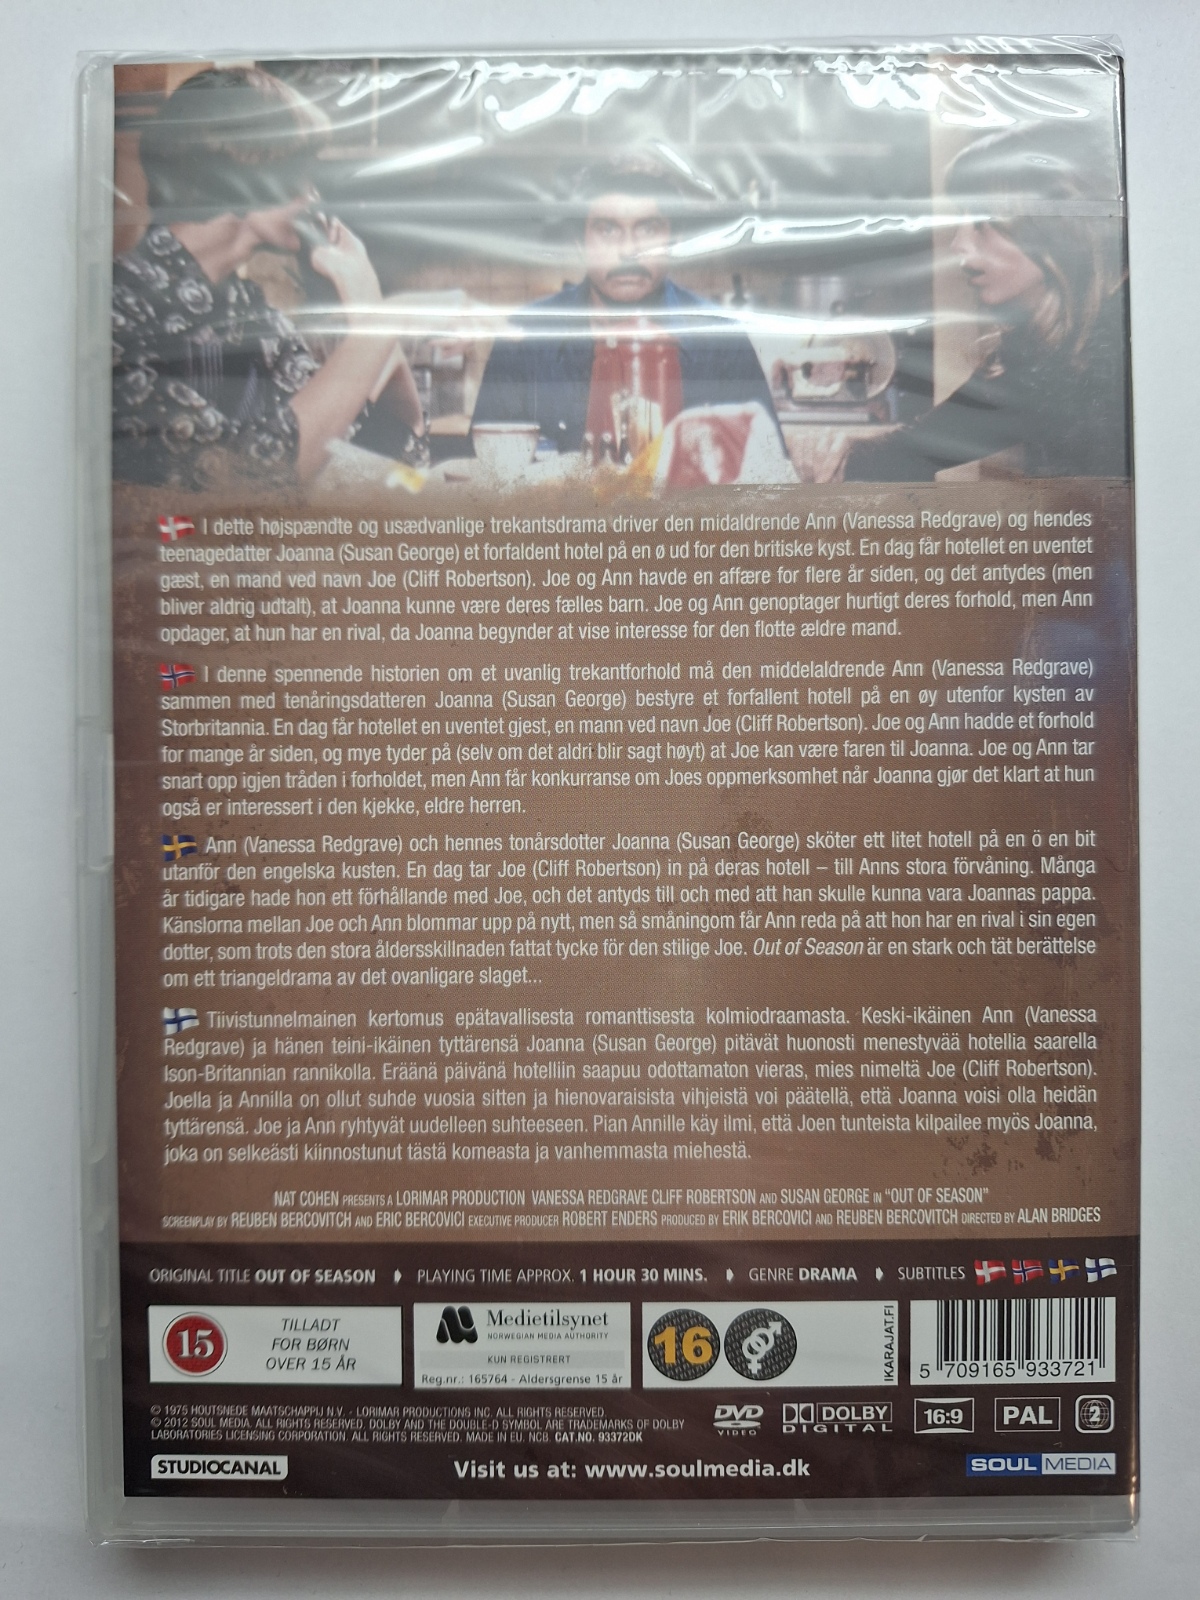 I dette højspændte og usædvanlige trekantsdrama driver den midaldrende Ann (Vanessa Redgrave) og hendes
teenagedatter Joanna (Susan George) et forfaldent hotel på en ø ud for den britiske kyst. En dag får hotellet en uventet
gæst, en mand ved navn Joe (Cliff Robertson). Joe og Ann havde en affære for flere år siden, og det antydes (men
bliver aldrig udtalt), at Joanna kunne være deres fælles barn. Joe og Ann genoptager hurtigt deres forhold, men Ann
opdager, at hun har en rival, da Joanna begynder at vise interesse for den flotte ældre mand.
I denne spennende historien om et uvanlig trekantforhold må den middelaldrende Ann (Vanessa Redgrave)
sammen med tenåringsdatteren Joanna (Susan George) bestyre et forfallent hotell på en øy utenfor kysten av
Storbritannia. En dag får hotellet en uventet gjest, en mann ved navn Joe (Cliff Robertson). Joe og Ann hadde et forhold
for mange år siden, og mye tyder på (selv om det aldri blir sagt høyt) at Joe kan være faren til Joanna. Joe og Ann tar
snart opp igjen tråden i forholdet, men Ann får konkurranse om Joes oppmerksomhet når Joanna gjør det klart at hun
også er interessert i den kjekke, eldre herren.
Ann (Vanessa Redgrave) och hennes tonårsdotter Joanna (Susan George) sköter ett litet hotell på en ö en bit
utanför den engelska kusten. En dag tar Joe (Cliff Robertson) in på deras hotell – till Anns stora förvåning. Många
år tidigare hade hon ett förhållande med Joe, och det antyds till och med att han skulle kunna vara Joannas pappa.
Känslorna mellan Joe och Ann blommar upp på nytt, men så småningom får Ann reda på att hon har en rival i sin egen
dotter, som trots den stora åldersskillnaden fattat tycke för den stilige Joe. Out of Season är en stark och tät berättelse
om ett triangeldrama av det ovanligare slaget...
Tiivistunnelmainen kertomus epätavallisesta romanttisesta kolmiodraamasta. Keski-ikäinen Ann (Vanessa
Redgrave) ja hänen teini-ikäinen tyttärensä Joanna (Susan George) pitävät huonosti menestyvää hotellia saarella
Ison-Britannian rannikolla. Eräänä päivänä hotelliin saapuu odottamaton vieras, mies nimeltä Joe (Cliff Robertson).
Joella ja Annilla on ollut suhde vuosia sitten ja hienovaraisista vihjeistä voi päätellä, että Joanna voisi olla heidän
tyttärensä. Joe ja Ann ryhtyvät uudelleen suhteeseen. Pian Annille käy ilmi, että Joen tunteista kilpailee myös Joanna,
joka on selkeästi kiinnostunut tästä komeasta ja vanhemmasta miehestä.
NAT COHEN PRESENTS A LORIMAR PRODUCTION VANESSA REDGRAVE CLIFF ROBERTSON AND SUSAN GEORGE IN "OUT OF SEASON"
SCREENPLAY BY REUBEN BERCOVITCH AND ERIC BERCOVICI EXECUTIVE PRODUCER ROBERT ENDERS PRODUCED BY ERIK BERCOVICI AND REUBEN BERCOVITCH DIRECTED BY ALAN BRIDGES
ORIGINAL TITLE OUT OF SEASON PLAYING TIME APPROX. 1 HOUR 30 MINS. GENRE DRAMA SUBTITLES
15
TILLADT
FOR BØRN
OVER 15 ÅR
Medietilsynet
NORWEGIAN MEDIA AUTHORITY
KUN REGISTRERT
Reg.nr.: 165764 - Aldersgrense 15 år
16
IKARAJAT.FI
5 709165 933721
© 1975 HOUTSNEDE MAATSCHAPPIJ N.V. - LORIMAR PRODUCTIONS INC. ALL RIGHTS RESERVED.
© 2012 SOUL MEDIA. ALL RIGHTS RESERVED. DOLBY AND THE DOUBLE-D SYMBOL ARE TRADEMARKS OF DOLBY
LABORATORIES LICENSING CORPORATION. ALL RIGHTS RESERVED. MADE IN EU. NCB. CAT.NO. 93372DK
DVD
VIDEO
DOLBY
DIGITAL
16:9
PAL
2
STUDIOCANAL
Visit us at: www.soulmedia.dk
SOUL MEDIA